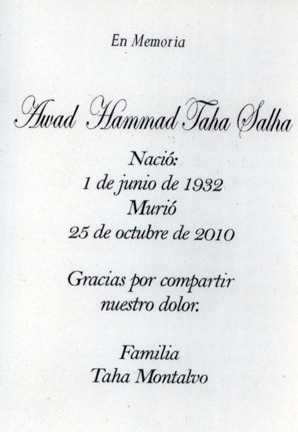 En Memoria
Awad Hammad Taha Salha
Nació:
1 de junio de 1932
Murió
25 de octubre de 2010
Gracias por compartir
nuestro dolor.
Familia
Taha Montalvo